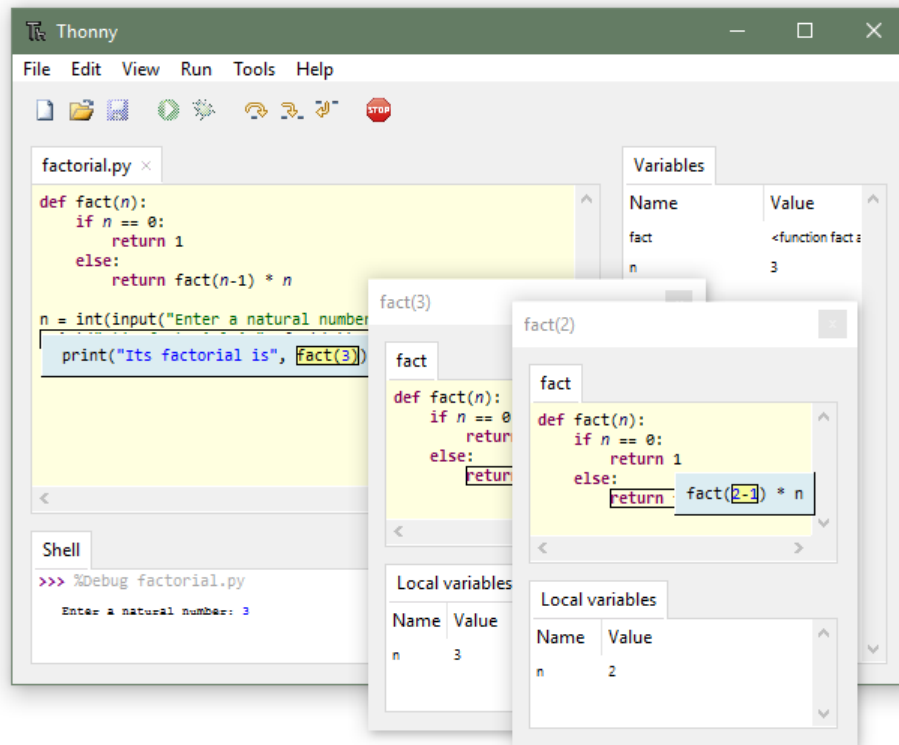 Thonny
File Edit View Run Tools Help
STOP
factorial.py
def fact(n):
if n == 0:
return 1
else:
return fact(n-1) * n
n = int(input("Enter a natural number
print("Its factorial is", fact(3))
Shell
>>> %Debug factorial.py
Enter a natural number: 3
Variables
Name Value
fact <function fact a
n 3
fact(3)
fact
def fact(n):
if n == 0
retur
else:
retur
Local variables
Name Value
n 3
fact(2)
x
fact
def fact(n):
if n == 0:
return 1
else:
return
fact(2-1) * n
Local variables
Name Value
n 2